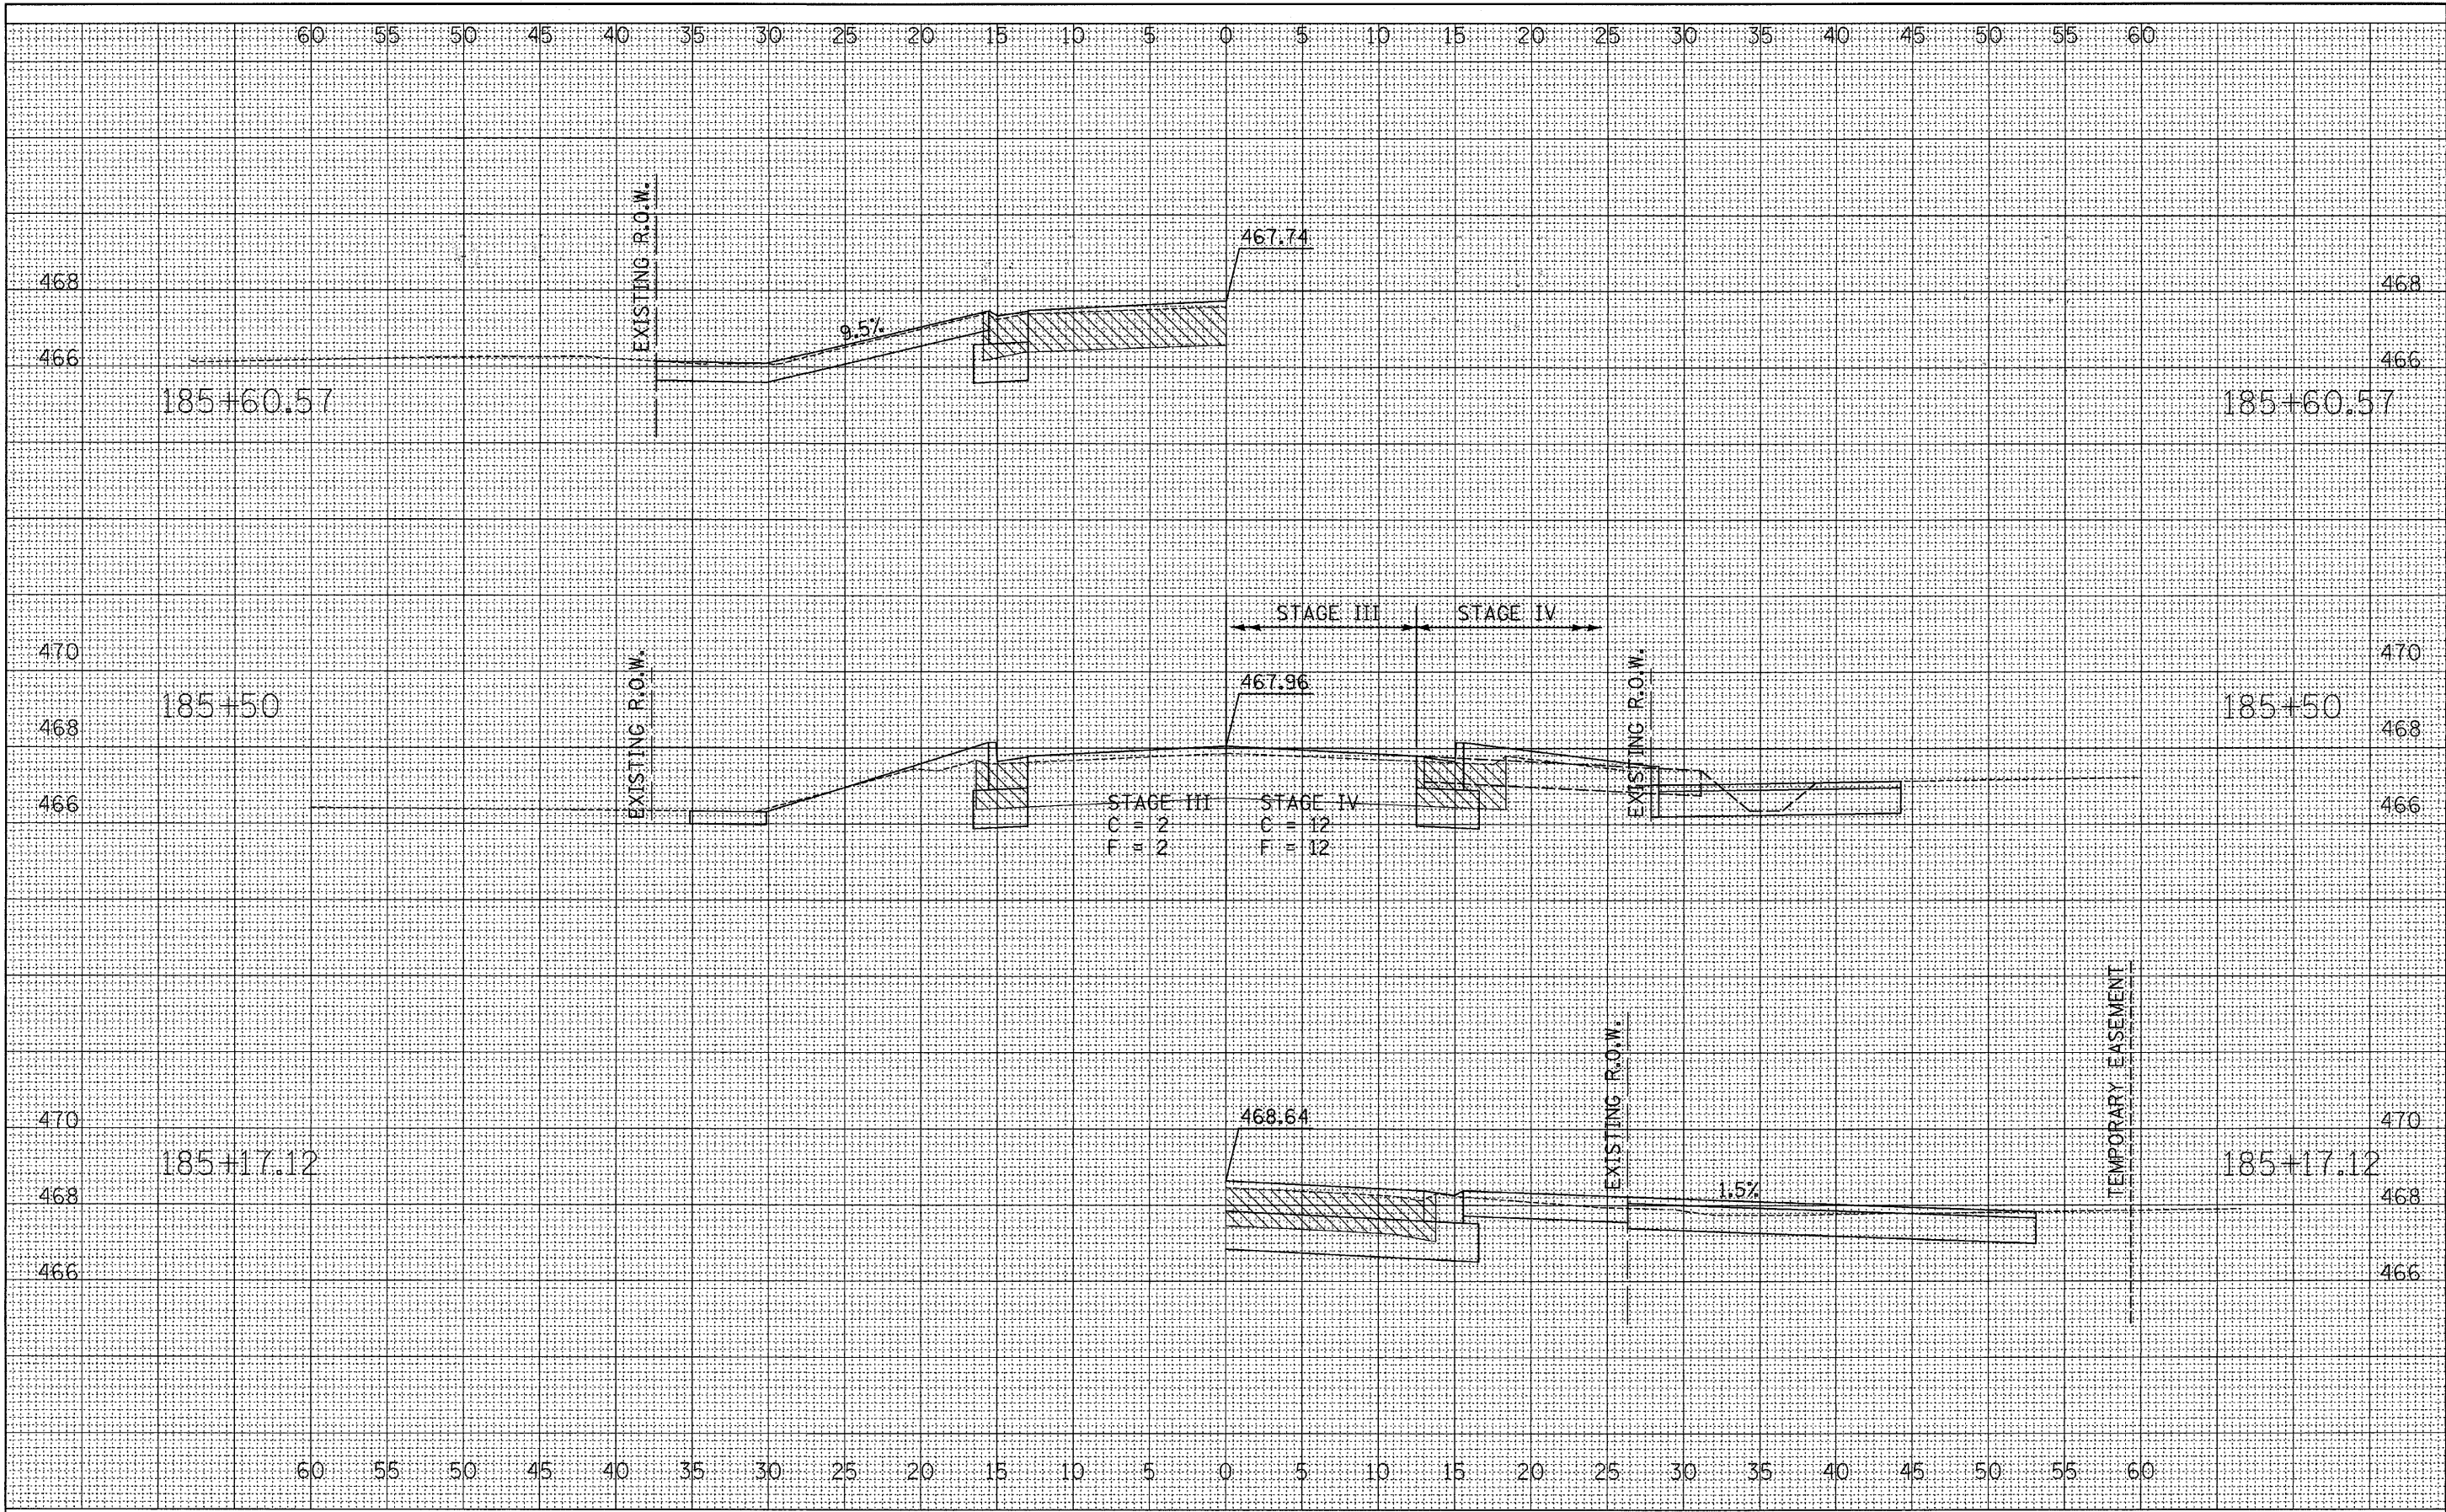 60 55 50 45 40 35 30 25 20 15 10 5 0 5 10 15 20 25 30 35 40 45 50 55 60
EXISTING R.O.W.
467.74
468 468
9.5%
466 466
185+60.57 185+60.57
STAGE III STAGE IV
470 470
EXISTING R.O.W. EXISTING R.O.W.
467.96
185+50 185+50
468 468
466 466
STAGE III STAGE IV
C = 2 C = 12
F = 2 F = 12
EXISTING R.O.W. TEMPORARY EASEMENT
468.64
470 470
185+17.12 185+17.12
1.5%
468 468
466 466
60 55 50 45 40 35 30 25 20 15 10 5 0 5 10 15 20 25 30 35 40 45 50 55 60